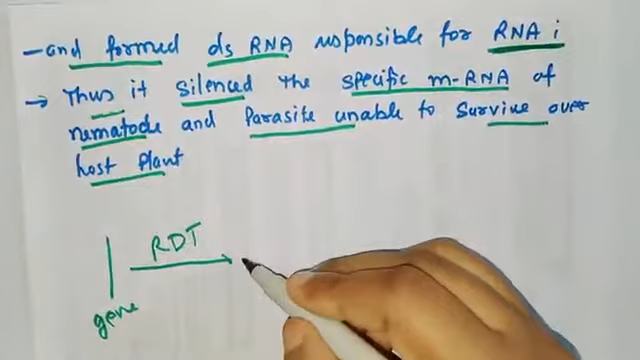 - and formed ds RNA responsible for RNA i
→ Thus it silenced the specific m-RNA of
nematode and Parasite unable to survive over
host Plant
RDT
gene